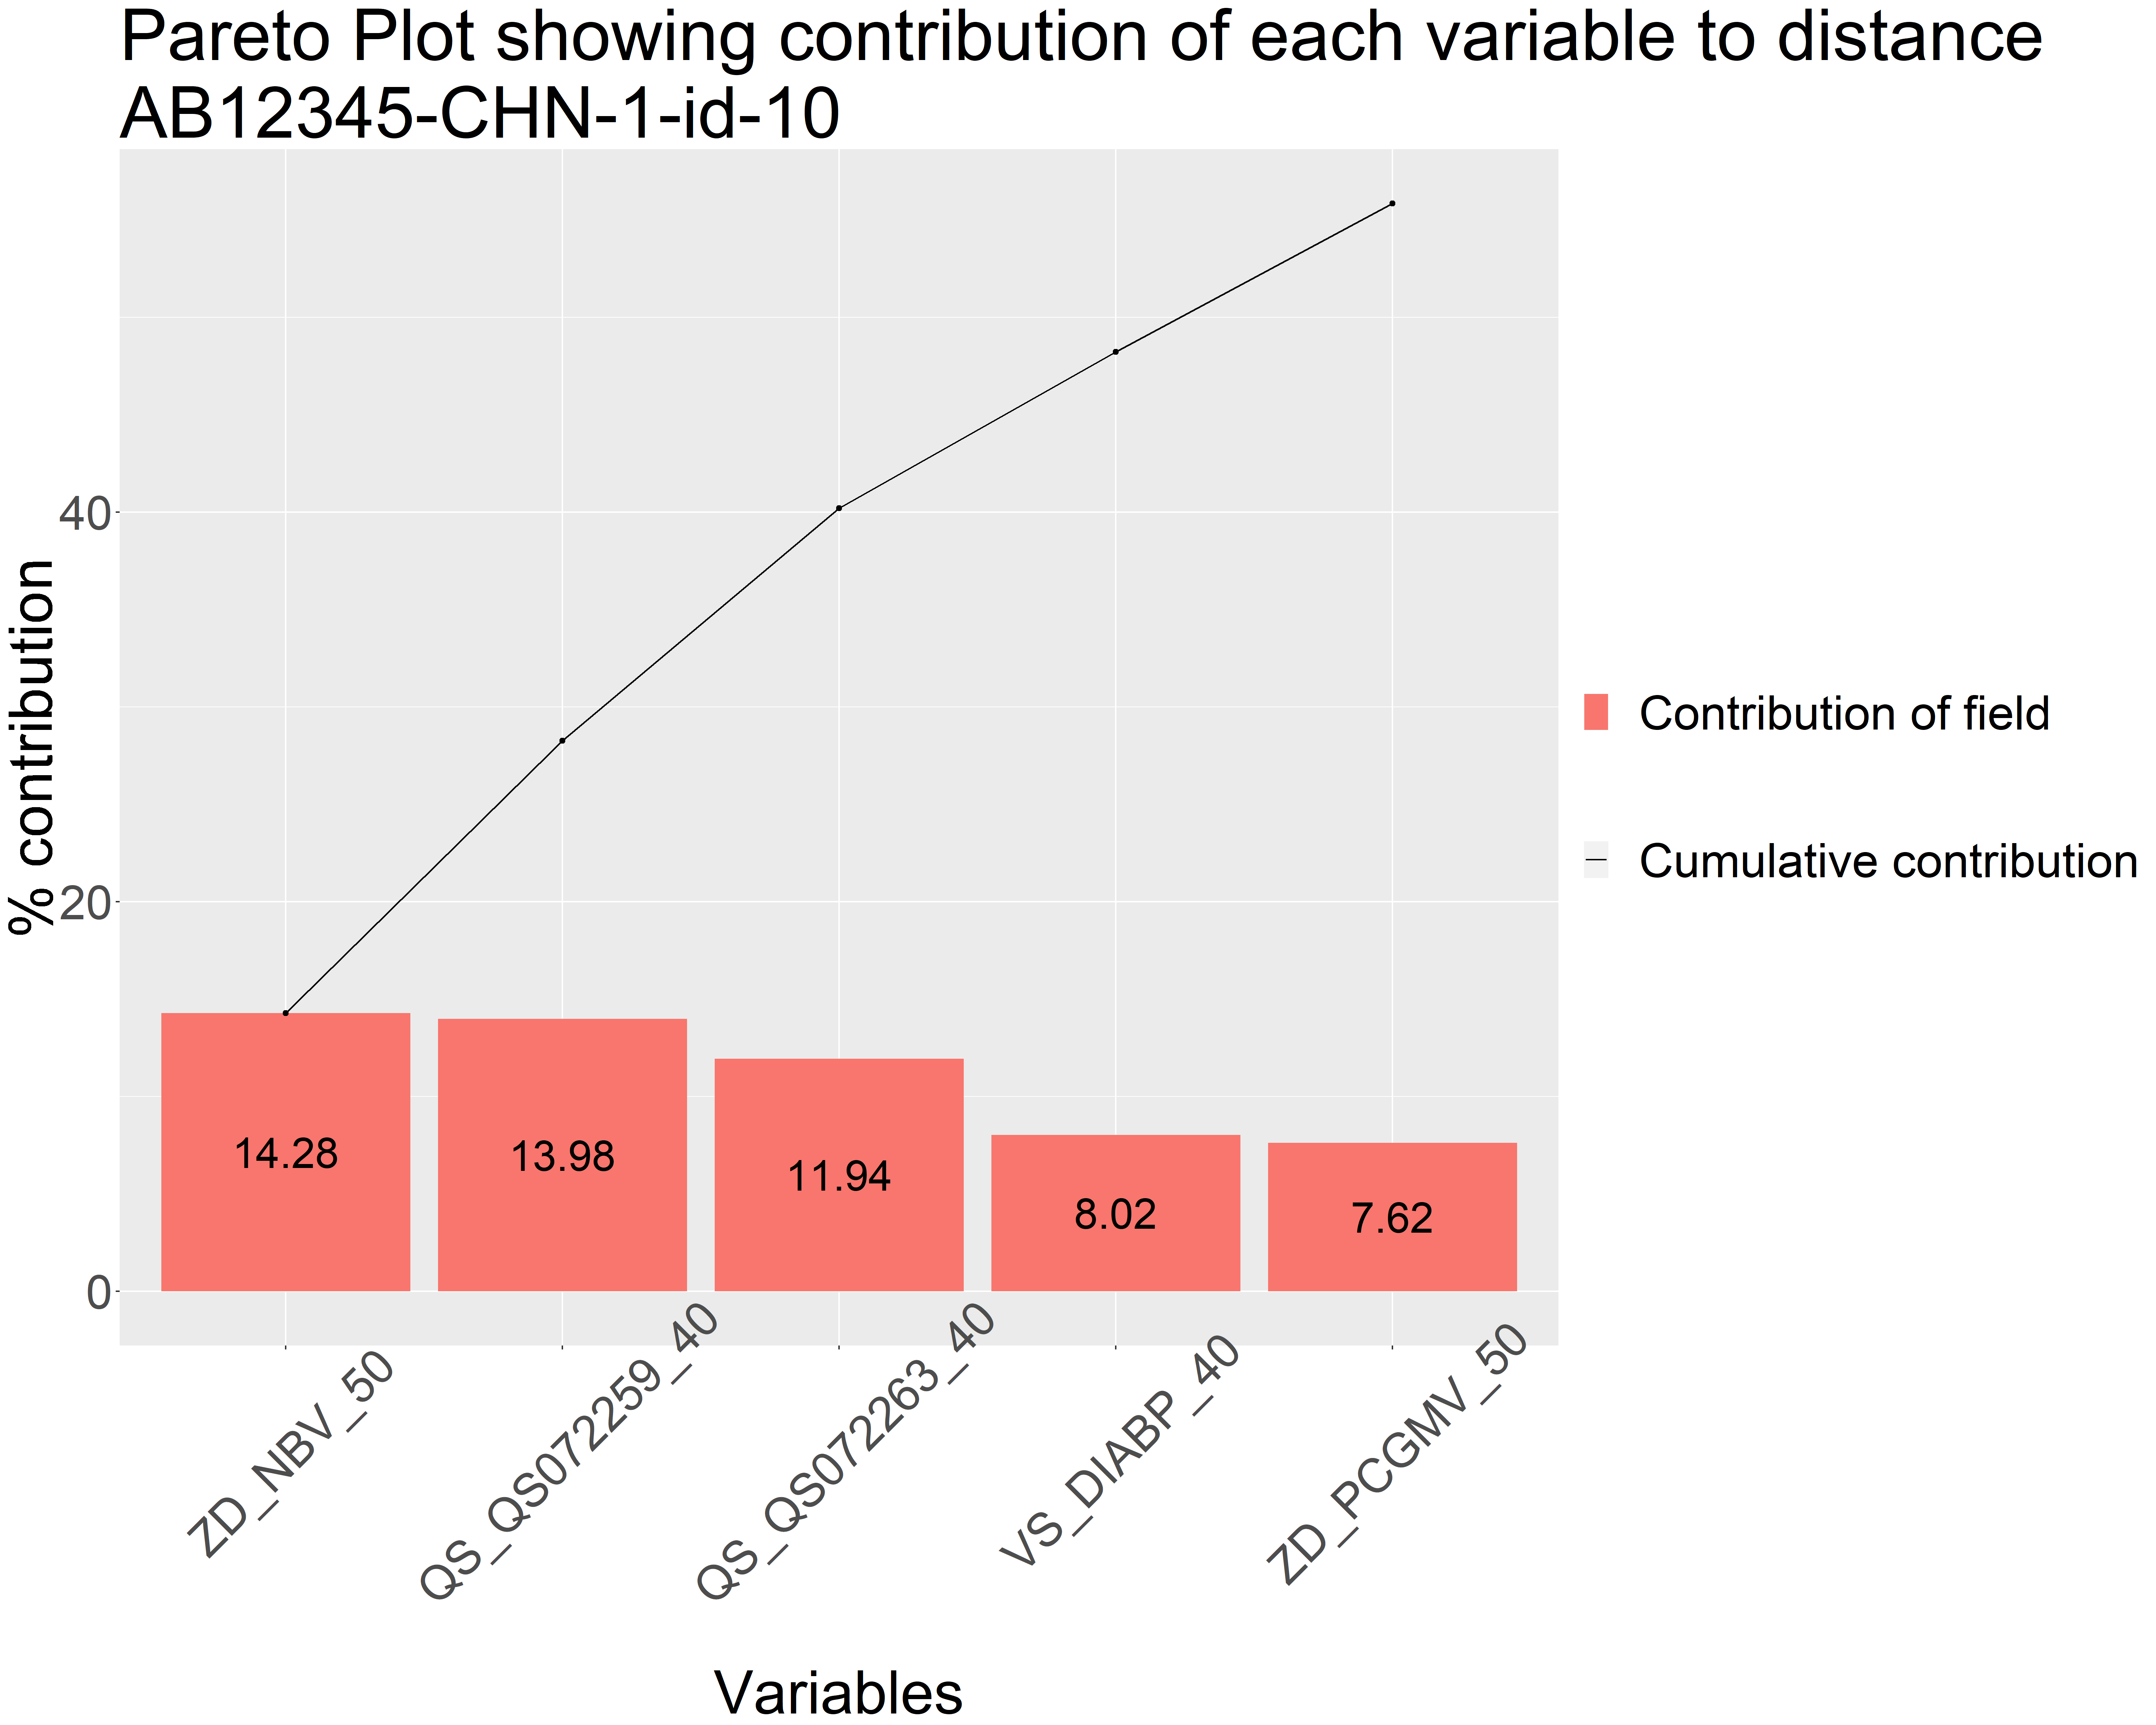 Pareto Plot showing contribution of each variable to distance
AB12345-CHN-1-id-10
% contribution
40
20
0
14.28
13.98
11.94
8.02
7.62
ZD_NBV_50
QS_QS072259_40
QS_QS072263_40
VS_DIABP_40
ZD_PCGMV_50
Variables
Contribution of field
Cumulative contribution